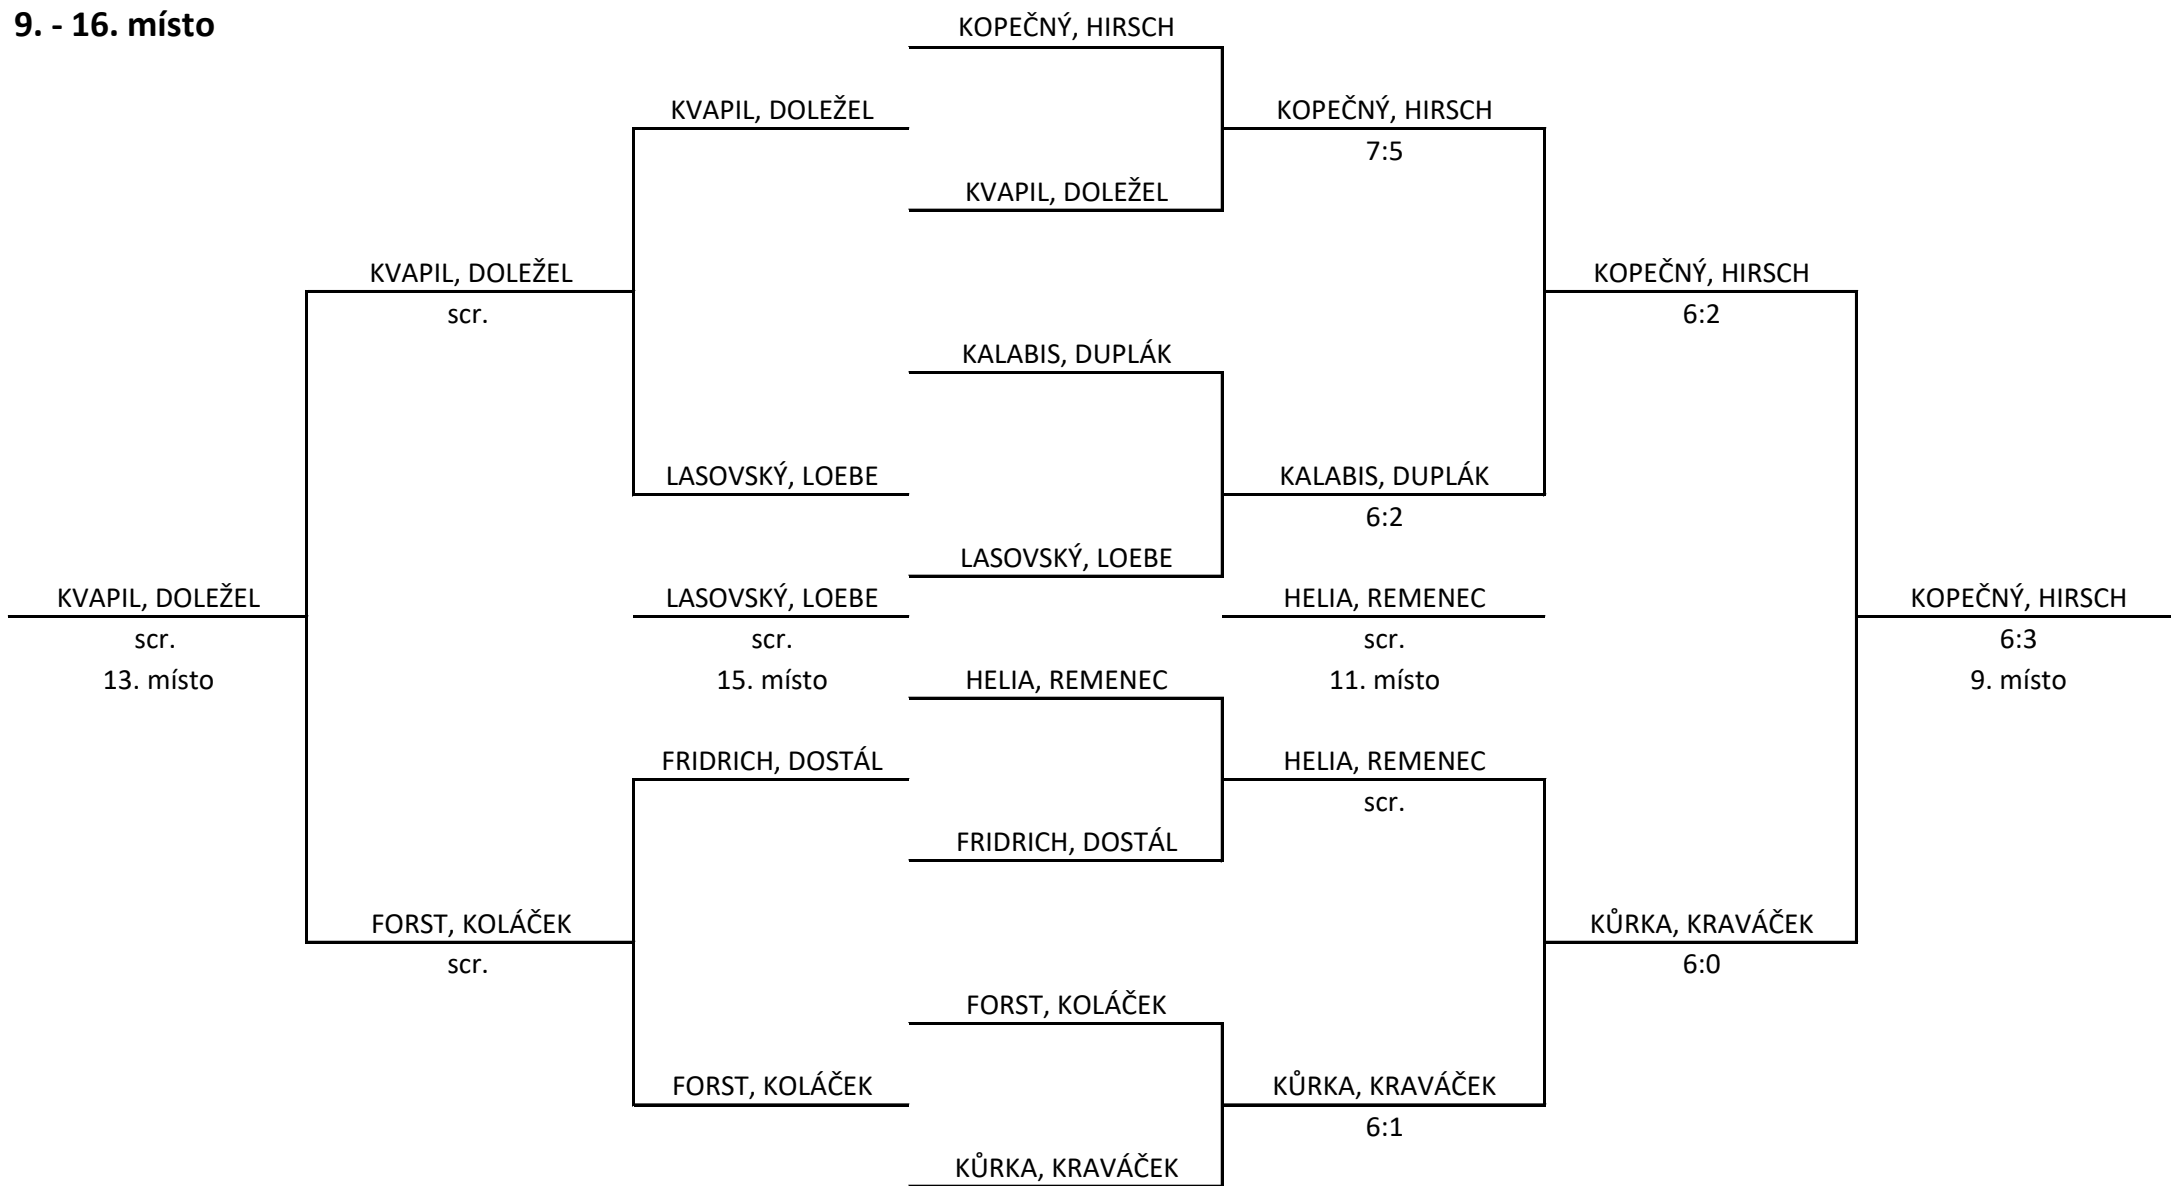 9. - 16. místo
KOPEČNÝ, HIRSCH
KVAPIL, DOLEŽEL
KOPEČNÝ, HIRSCH
7:5
KVAPIL, DOLEŽEL
KVAPIL, DOLEŽEL
scr.
KOPEČNÝ, HIRSCH
6:2
KALABIS, DUPLÁK
LASOVSKÝ, LOEBE
KALABIS, DUPLÁK
6:2
LASOVSKÝ, LOEBE
KVAPIL, DOLEŽEL
scr.
13. místo
LASOVSKÝ, LOEBE
scr.
15. místo
HELIA, REMENEC
scr.
11. místo
KOPEČNÝ, HIRSCH
6:3
9. místo
HELIA, REMENEC
FRIDRICH, DOSTÁL
HELIA, REMENEC
scr.
FRIDRICH, DOSTÁL
FORST, KOLÁČEK
scr.
KŮRKA, KRAVÁČEK
6:0
FORST, KOLÁČEK
FORST, KOLÁČEK
KŮRKA, KRAVÁČEK
6:1
KŮRKA, KRAVÁČEK